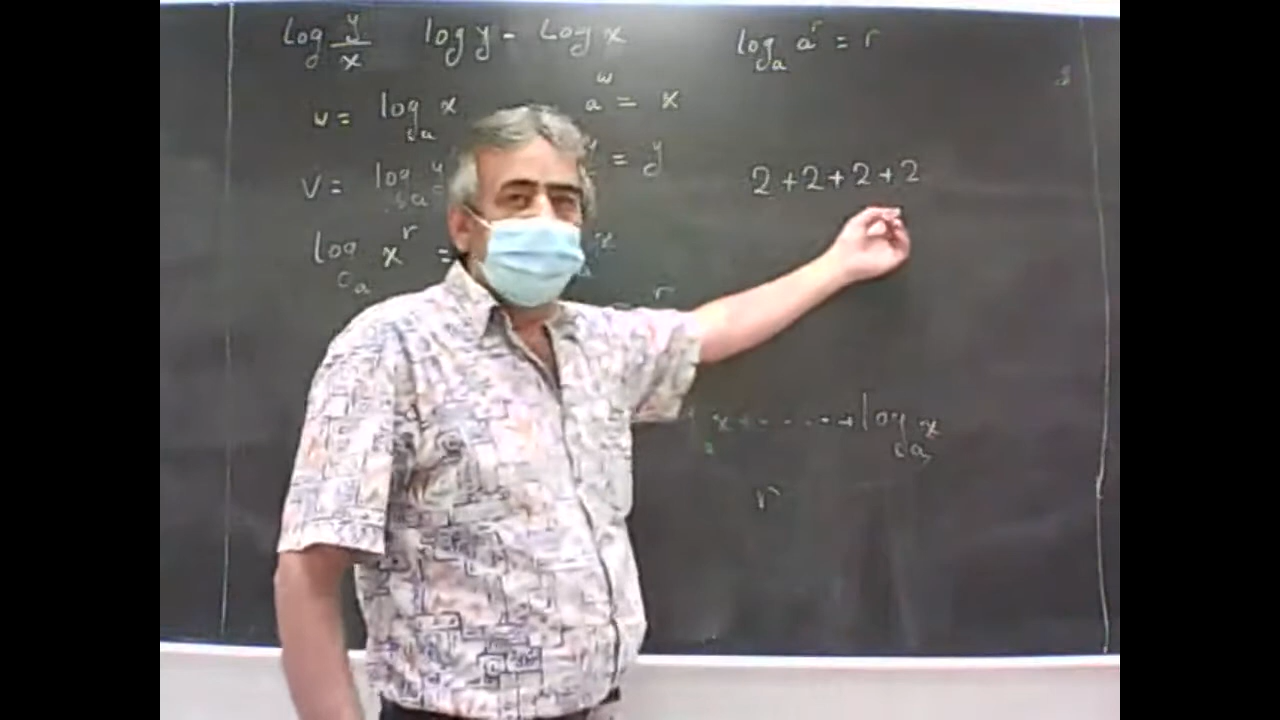 log y/x log y - log x
log_a a^r = r
w = log_a x a^w = x
v = log_a y = y
2 + 2 + 2 + 2
log_a x^r = x
r
x + ..... + log_a x
r